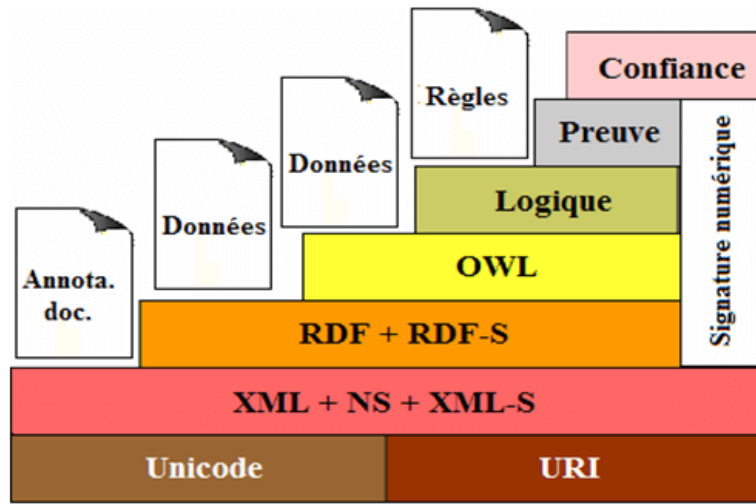 Confiance
Règles
Preuve
Données
Signature numérique
Logique
Données
OWL
Annota.
doc.
RDF + RDF-S
XML + NS + XML-S
Unicode
URI